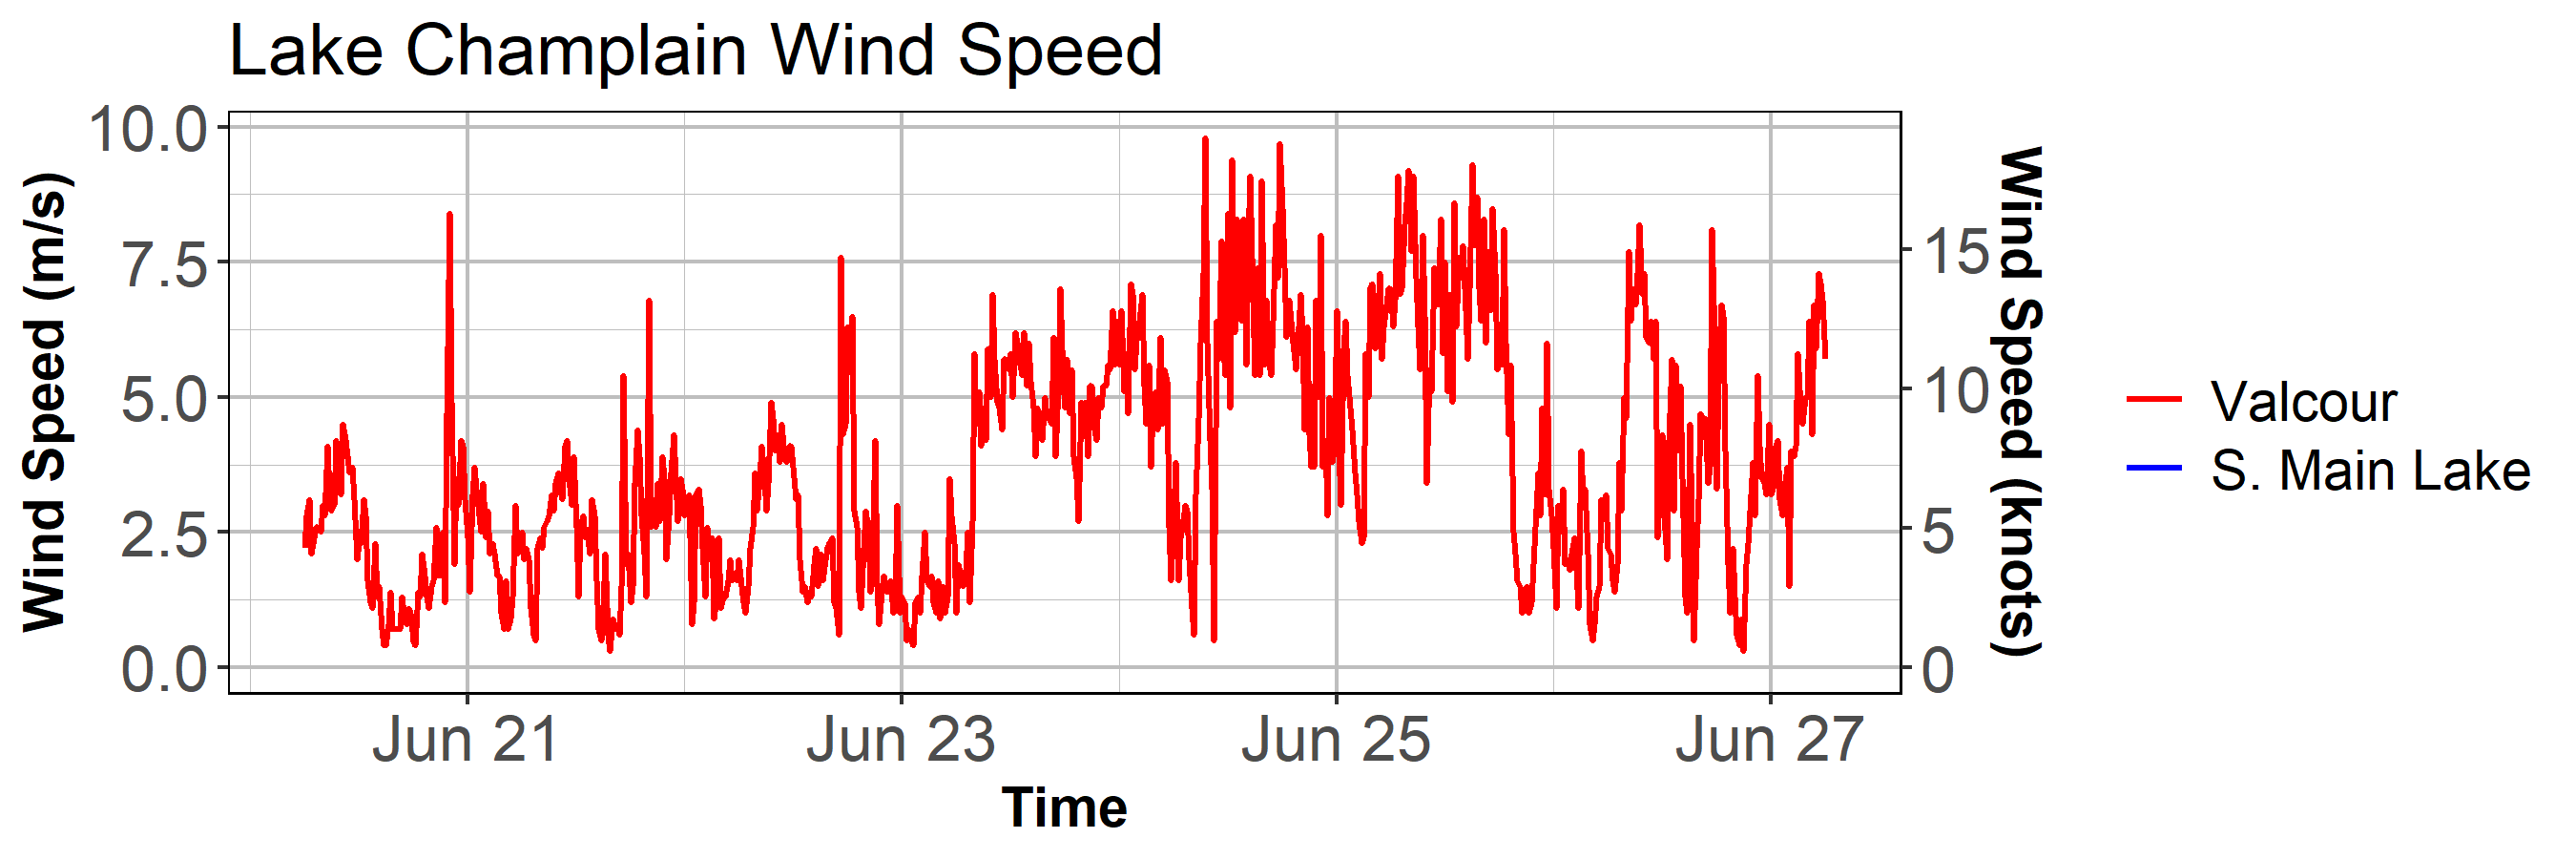 Lake Champlain Wind Speed
Wind Speed (m/s)
10.0
7.5
5.0
2.5
0.0
Jun 21
Jun 23
Jun 25
Jun 27
Time
15
10
5
0
Wind Speed (knots)
Valcour
S. Main Lake